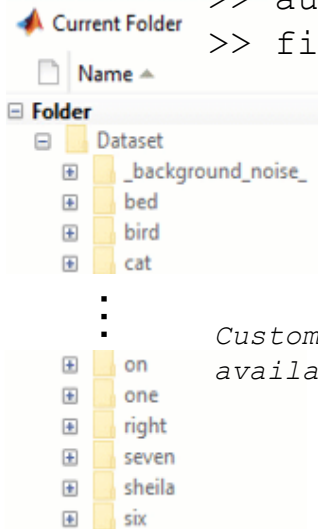 >> au
Current Folder
>> fi
Name
Folder
Dataset
_background_noise_
bed
bird
cat
Custom
availa
on
one
right
seven
sheila
six